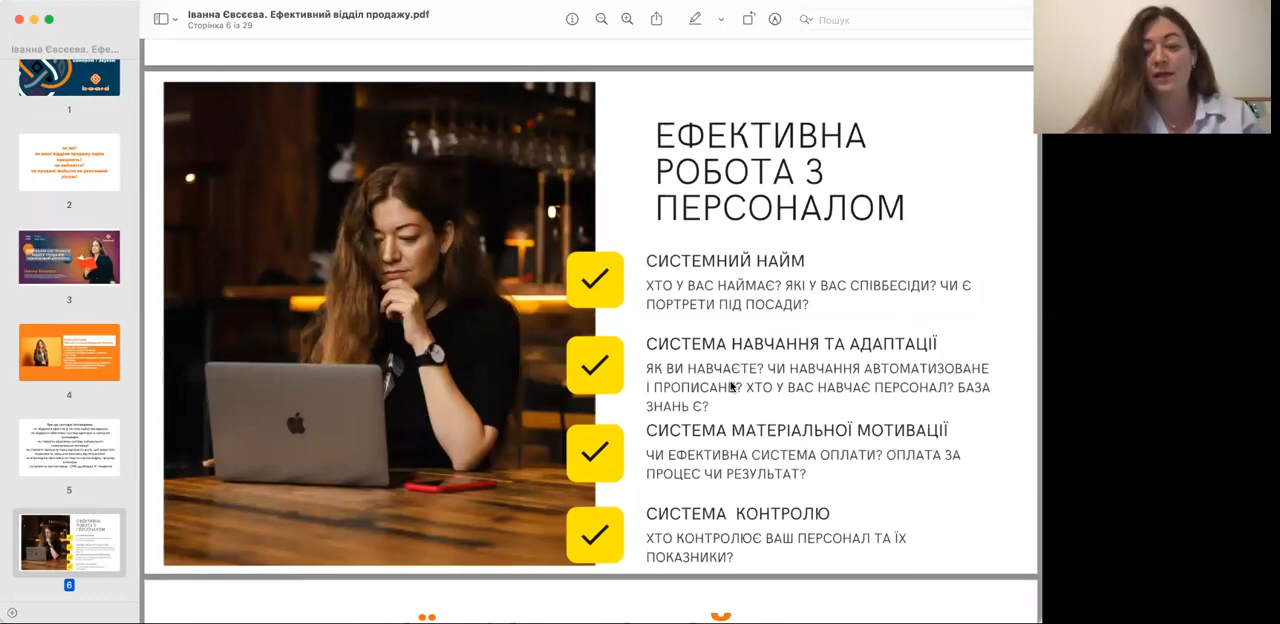 Іванна Євсєєва. Ефективний відділ продажу.pdf
Сторінка 6 із 29
Пошук
Іванна Євсєєва. Ефе...
1
2
3
4
5
6
ЕФЕКТИВНА
РОБОТА З
ПЕРСОНАЛОМ
СИСТЕМНИЙ НАЙМ
ХТО У ВАС НАЙМАЄ? ЯКІ У ВАС СПІВБЕСІДИ? ЧИ Є
ПОРТРЕТИ ПІД ПОСАДИ?
СИСТЕМА НАВЧАННЯ ТА АДАПТАЦІЇ
ЯК ВИ НАВЧАЄТЕ? ЧИ НАВЧАННЯ АВТОМАТИЗОВАНЕ
І ПРОПИСАНЕ? ХТО У ВАС НАВЧАЄ ПЕРСОНАЛ? БАЗА
ЗНАНЬ Є?
СИСТЕМА МАТЕРІАЛЬНОЇ МОТИВАЦІЇ
ЧИ ЕФЕКТИВНА СИСТЕМА ОПЛАТИ? ОПЛАТА ЗА
ПРОЦЕС ЧИ РЕЗУЛЬТАТ?
СИСТЕМА КОНТРОЛЮ
ХТО КОНТРОЛЮЄ ВАШ ПЕРСОНАЛ ТА ЇХ
ПОКАЗНИКИ?